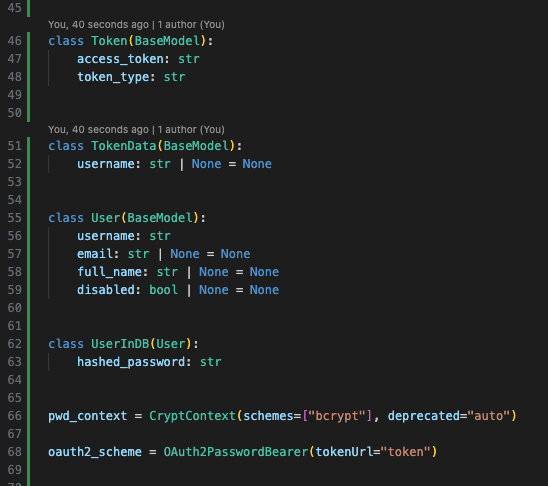 45
You, 40 seconds ago | 1 author (You)
46 class Token(BaseModel):
47     access_token: str
48     token_type: str
49
50
You, 40 seconds ago | 1 author (You)
51 class TokenData(BaseModel):
52     username: str | None = None
53
54
55 class User(BaseModel):
56     username: str
57     email: str | None = None
58     full_name: str | None = None
59     disabled: bool | None = None
60
61
62 class UserInDB(User):
63     hashed_password: str
64
65
66 pwd_context = CryptContext(schemes=["bcrypt"], deprecated="auto")
67
68 oauth2_scheme = OAuth2PasswordBearer(tokenUrl="token")
69